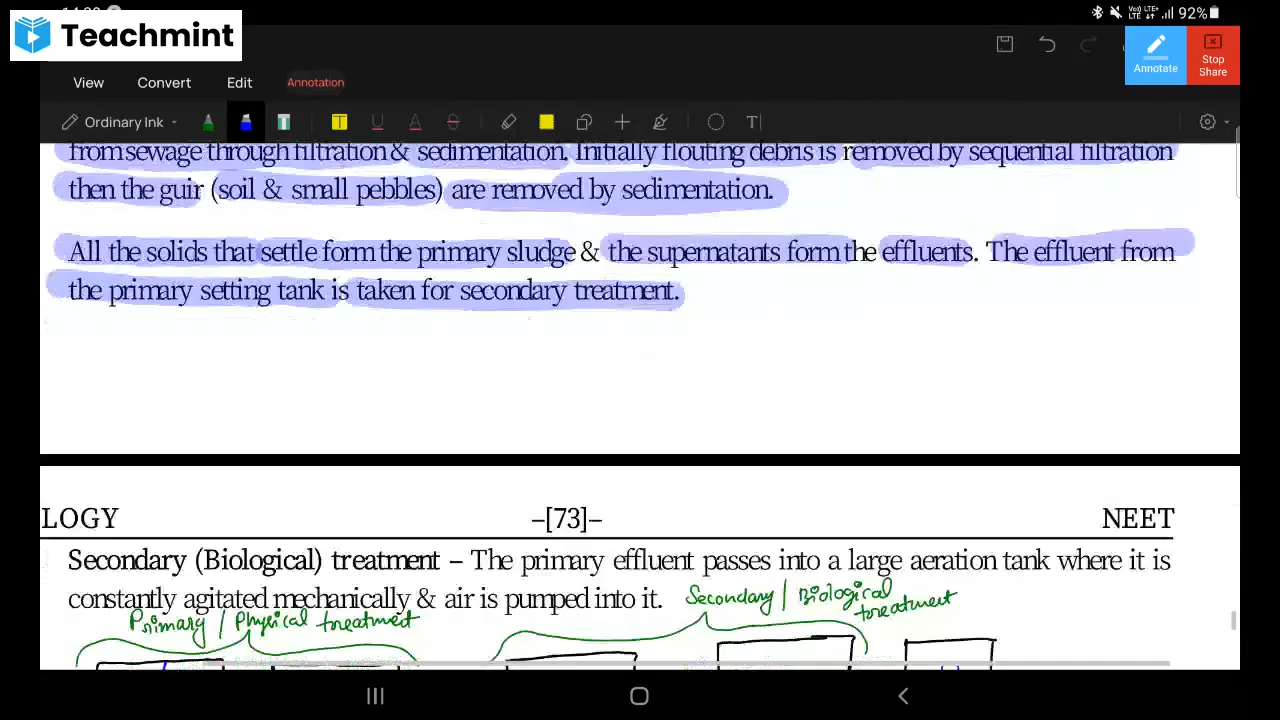 Teachmint
92%
Annotate
Stop Share
View Convert Edit Annotation
Ordinary Ink
from sewage through filtration & sedimentation. Initially flouting debris is removed by sequential filtration
then the guir (soil & small pebbles) are removed by sedimentation.
All the solids that settle form the primary sludge & the supernatants form the effluents. The effluent from
the primary setting tank is taken for secondary treatment.
LOGY –[73]– NEET
Secondary (Biological) treatment – The primary effluent passes into a large aeration tank where it is
constantly agitated mechanically & air is pumped into it.
Secondary / Biological treatment
Primary / Physical treatment